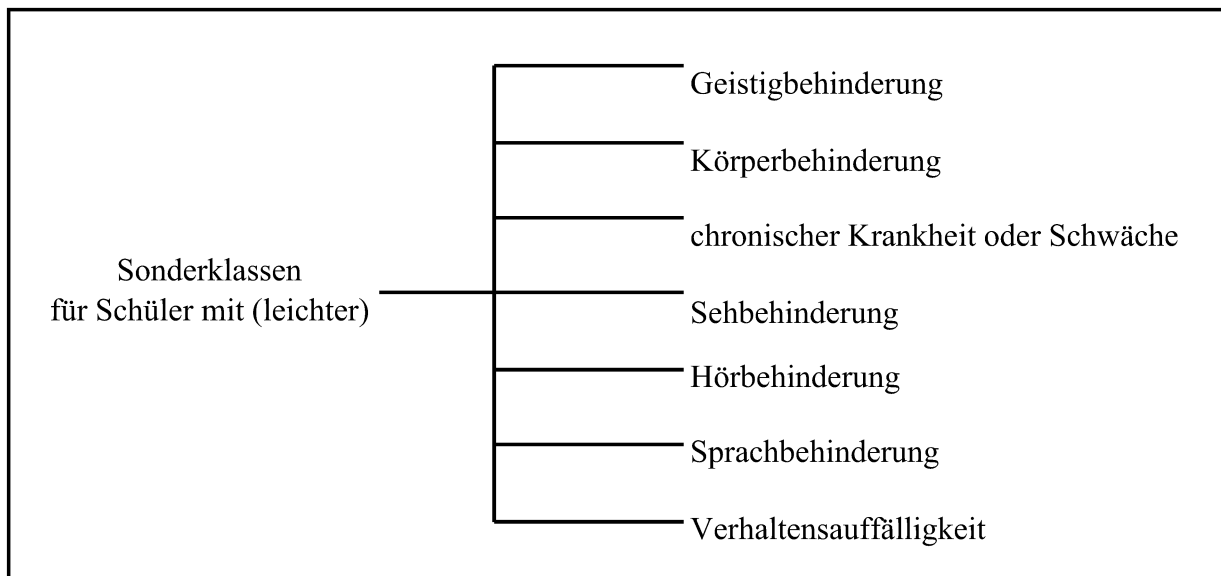 Sonderklassen
für Schüler mit (leichter)
Geistigbehinderung
Körperbehinderung
chronischer Krankheit oder Schwäche
Sehbehinderung
Hörbehinderung
Sprachbehinderung
Verhaltensauffälligkeit